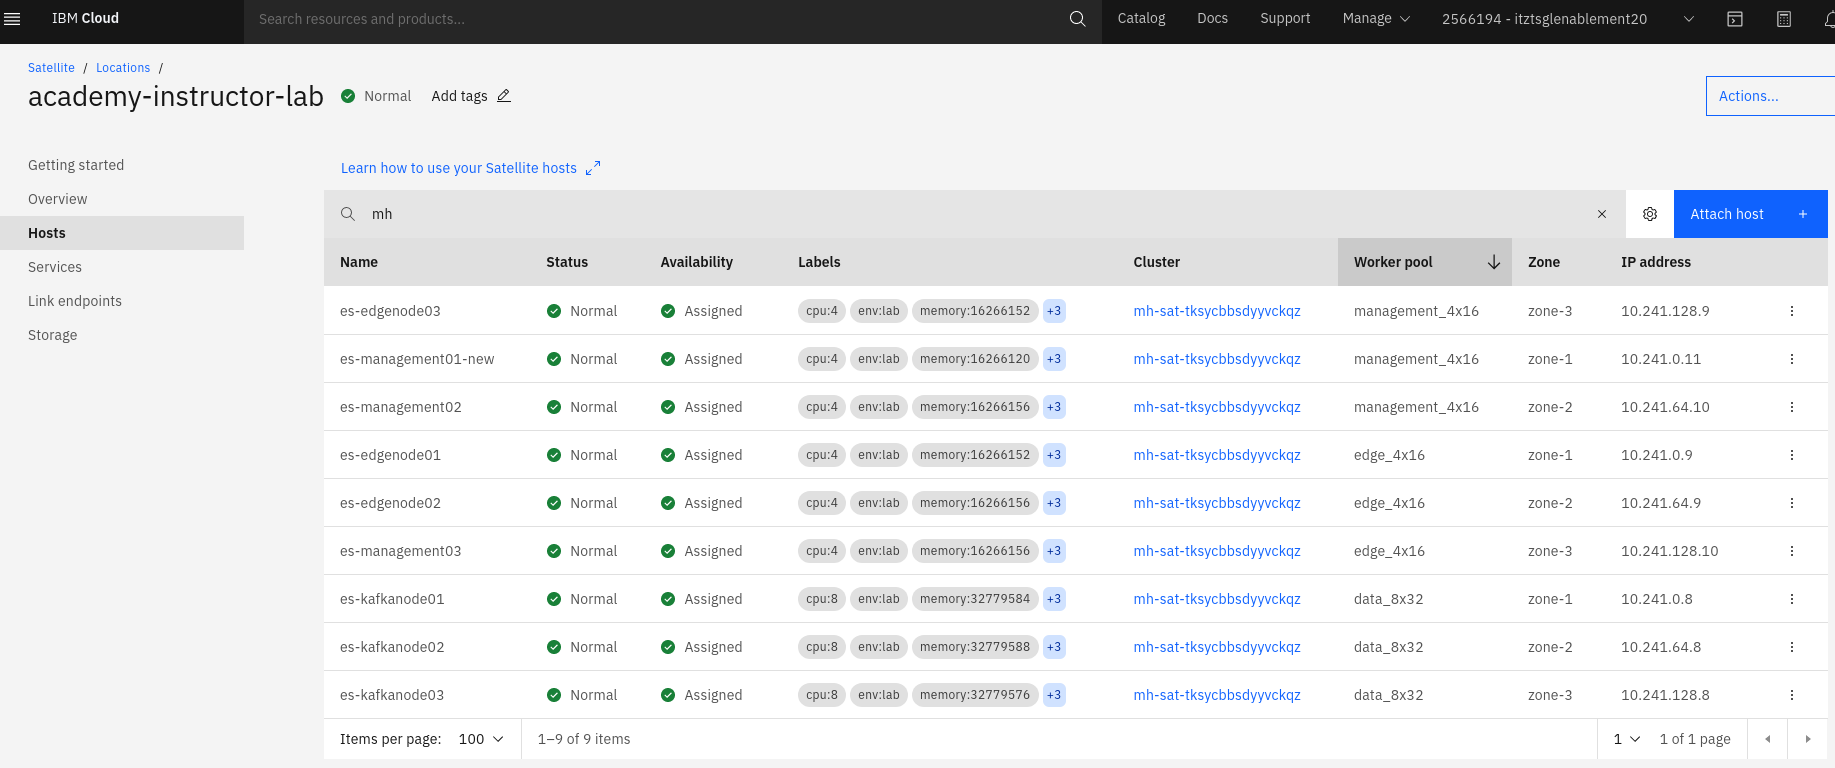 IBM Cloud Search resources and products... Catalog Docs Support Manage 2566194 - itztsglenablement20
Satellite / Locations /
academy-instructor-lab Normal Add tags Actions...
Getting started
Overview
Hosts
Services
Link endpoints
Storage
Learn how to use your Satellite hosts
mh Attach host +
Name Status Availability Labels Cluster Worker pool Zone IP address
es-edgenode03 Normal Assigned cpu:4 env:lab memory:16266152 +3 mh-sat-tksycbbsdyyvckqz management_4x16 zone-3 10.241.128.9
es-management01-new Normal Assigned cpu:4 env:lab memory:16266120 +3 mh-sat-tksycbbsdyyvckqz management_4x16 zone-1 10.241.0.11
es-management02 Normal Assigned cpu:4 env:lab memory:16266156 +3 mh-sat-tksycbbsdyyvckqz management_4x16 zone-2 10.241.64.10
es-edgenode01 Normal Assigned cpu:4 env:lab memory:16266152 +3 mh-sat-tksycbbsdyyvckqz edge_4x16 zone-1 10.241.0.9
es-edgenode02 Normal Assigned cpu:4 env:lab memory:16266156 +3 mh-sat-tksycbbsdyyvckqz edge_4x16 zone-2 10.241.64.9
es-management03 Normal Assigned cpu:4 env:lab memory:16266156 +3 mh-sat-tksycbbsdyyvckqz edge_4x16 zone-3 10.241.128.10
es-kafkanode01 Normal Assigned cpu:8 env:lab memory:32779584 +3 mh-sat-tksycbbsdyyvckqz data_8x32 zone-1 10.241.0.8
es-kafkanode02 Normal Assigned cpu:8 env:lab memory:32779588 +3 mh-sat-tksycbbsdyyvckqz data_8x32 zone-2 10.241.64.8
es-kafkanode03 Normal Assigned cpu:8 env:lab memory:32779576 +3 mh-sat-tksycbbsdyyvckqz data_8x32 zone-3 10.241.128.8
Items per page: 100 1–9 of 9 items 1 1 of 1 page